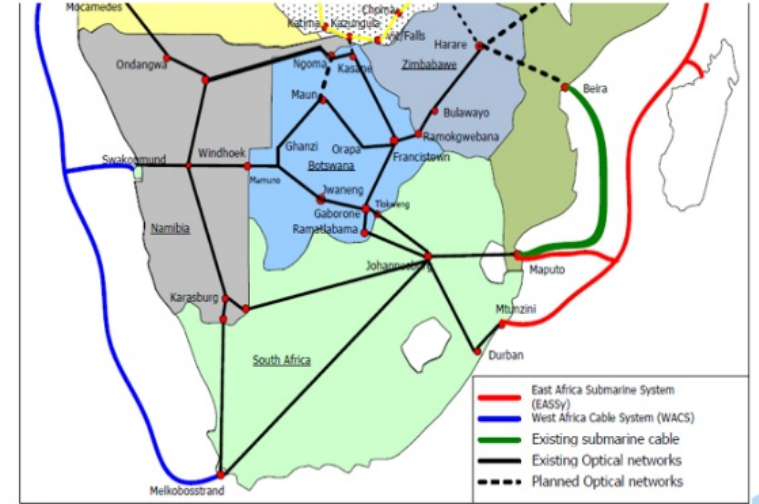 Mocamedes
Choma
Katima
Kazungula
Vic/Falls
Ondangwa
Ngoma
Kasane
Harare
Zimbabwe
Beira
Maun
Bulawayo
Swakopmund
Windhoek
Mamuno
Ghanzi
Orapa
Botswana
Ramokgwebana
Francistown
Jwaneng
Gaborone
Tlokweng
Ramatlabama
Namibia
Johannesburg
Maputo
Karasburg
Mtunzini
South Africa
Durban
Melkobosstrand
East Africa Submarine System
(EASSy)
West Africa Cable System (WACS)
Existing submarine cable
Existing Optical networks
Planned Optical networks